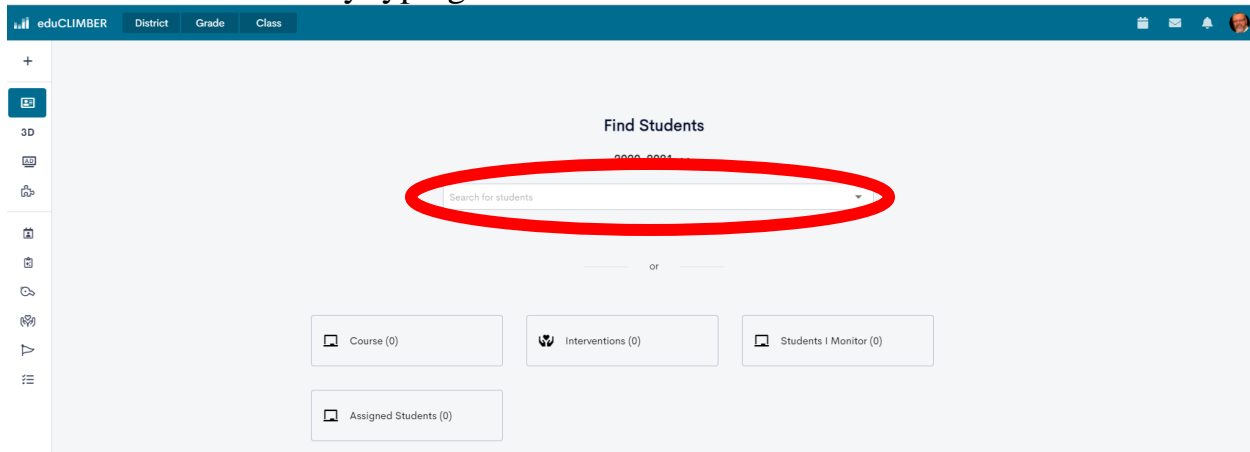 eduCLIMBER District Grade Class
3D
Find Students
Search for students
or
Course (0) Interventions (0) Students I Monitor (0)
Assigned Students (0)